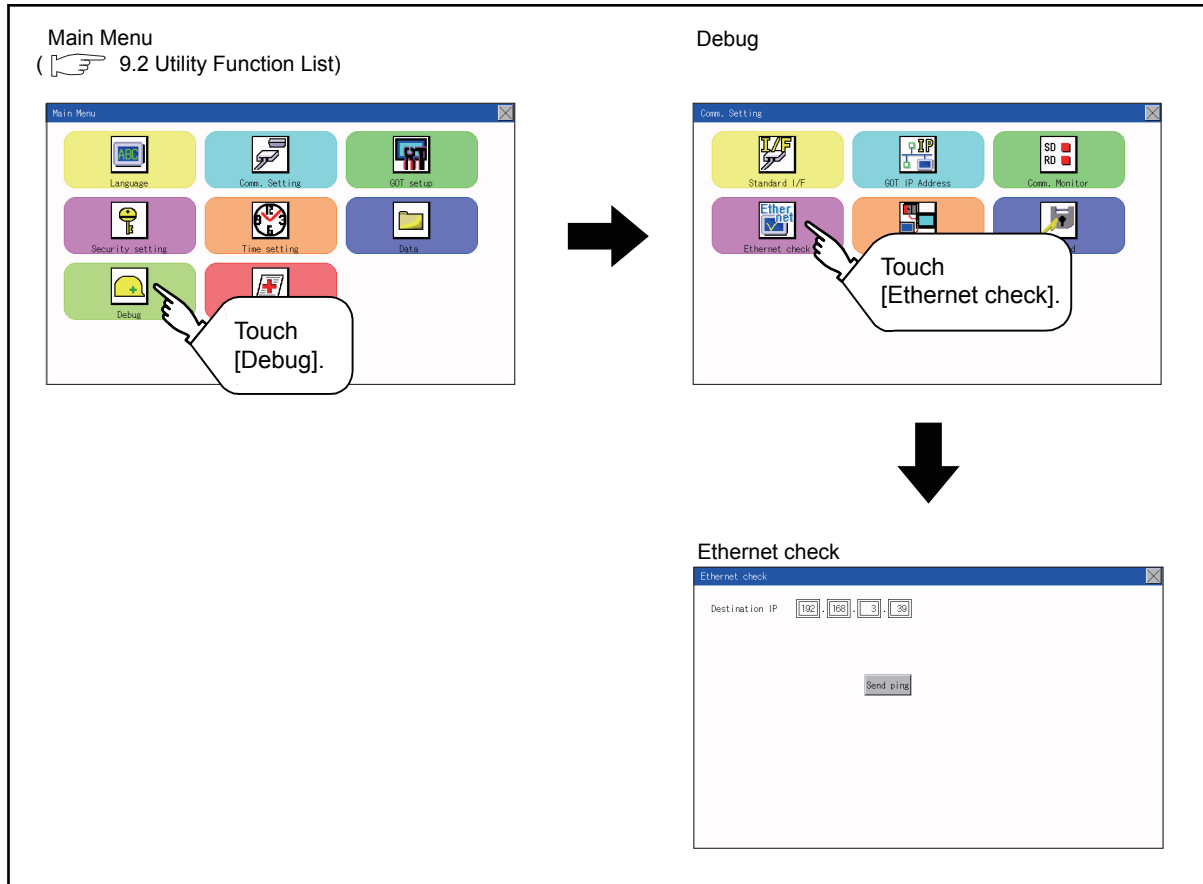 Main Menu
( 9.2 Utility Function List)
Main Menu
ABC
Language
Comm. Setting
GOT setup
Security setting
Time setting
Data
Debug
Touch
[Debug].
Debug
Comm. Setting
I/F
Standard I/F
IP
GOT IP Address
SD
RD
Comm. Monitor
Ether
net
Ethernet check
Touch
[Ethernet check].
Ethernet check
Ethernet check
Destination IP 192 . 168 . 3 . 39
Send ping